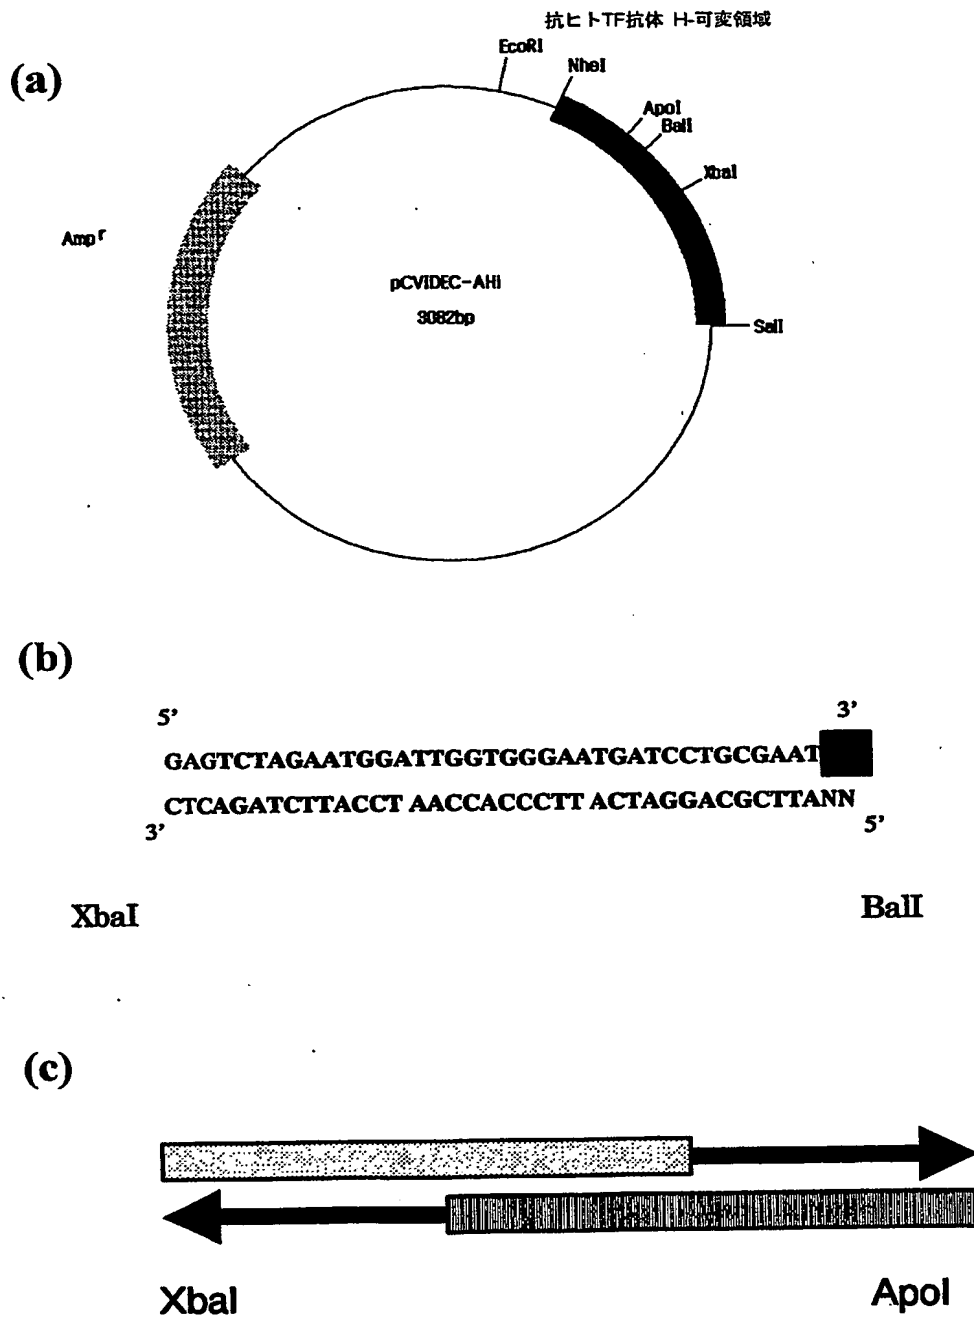 抗ヒトTF抗体 H-可変領域
(a)
EcoRI
NheI
ApoI
BalI
XbaI
Amp r
pCVIDEC-AHi
3082bp
SalI
(b)
5’ 3’
GAGTCTAGAATGGATTGGTGGGAATGATCCTGCGAAT
CTCAGATCTTACCT AACCACCCTT ACTAGGACGCTTANN
3’ 5’
XbaI BalI
(c)
XbaI ApoI